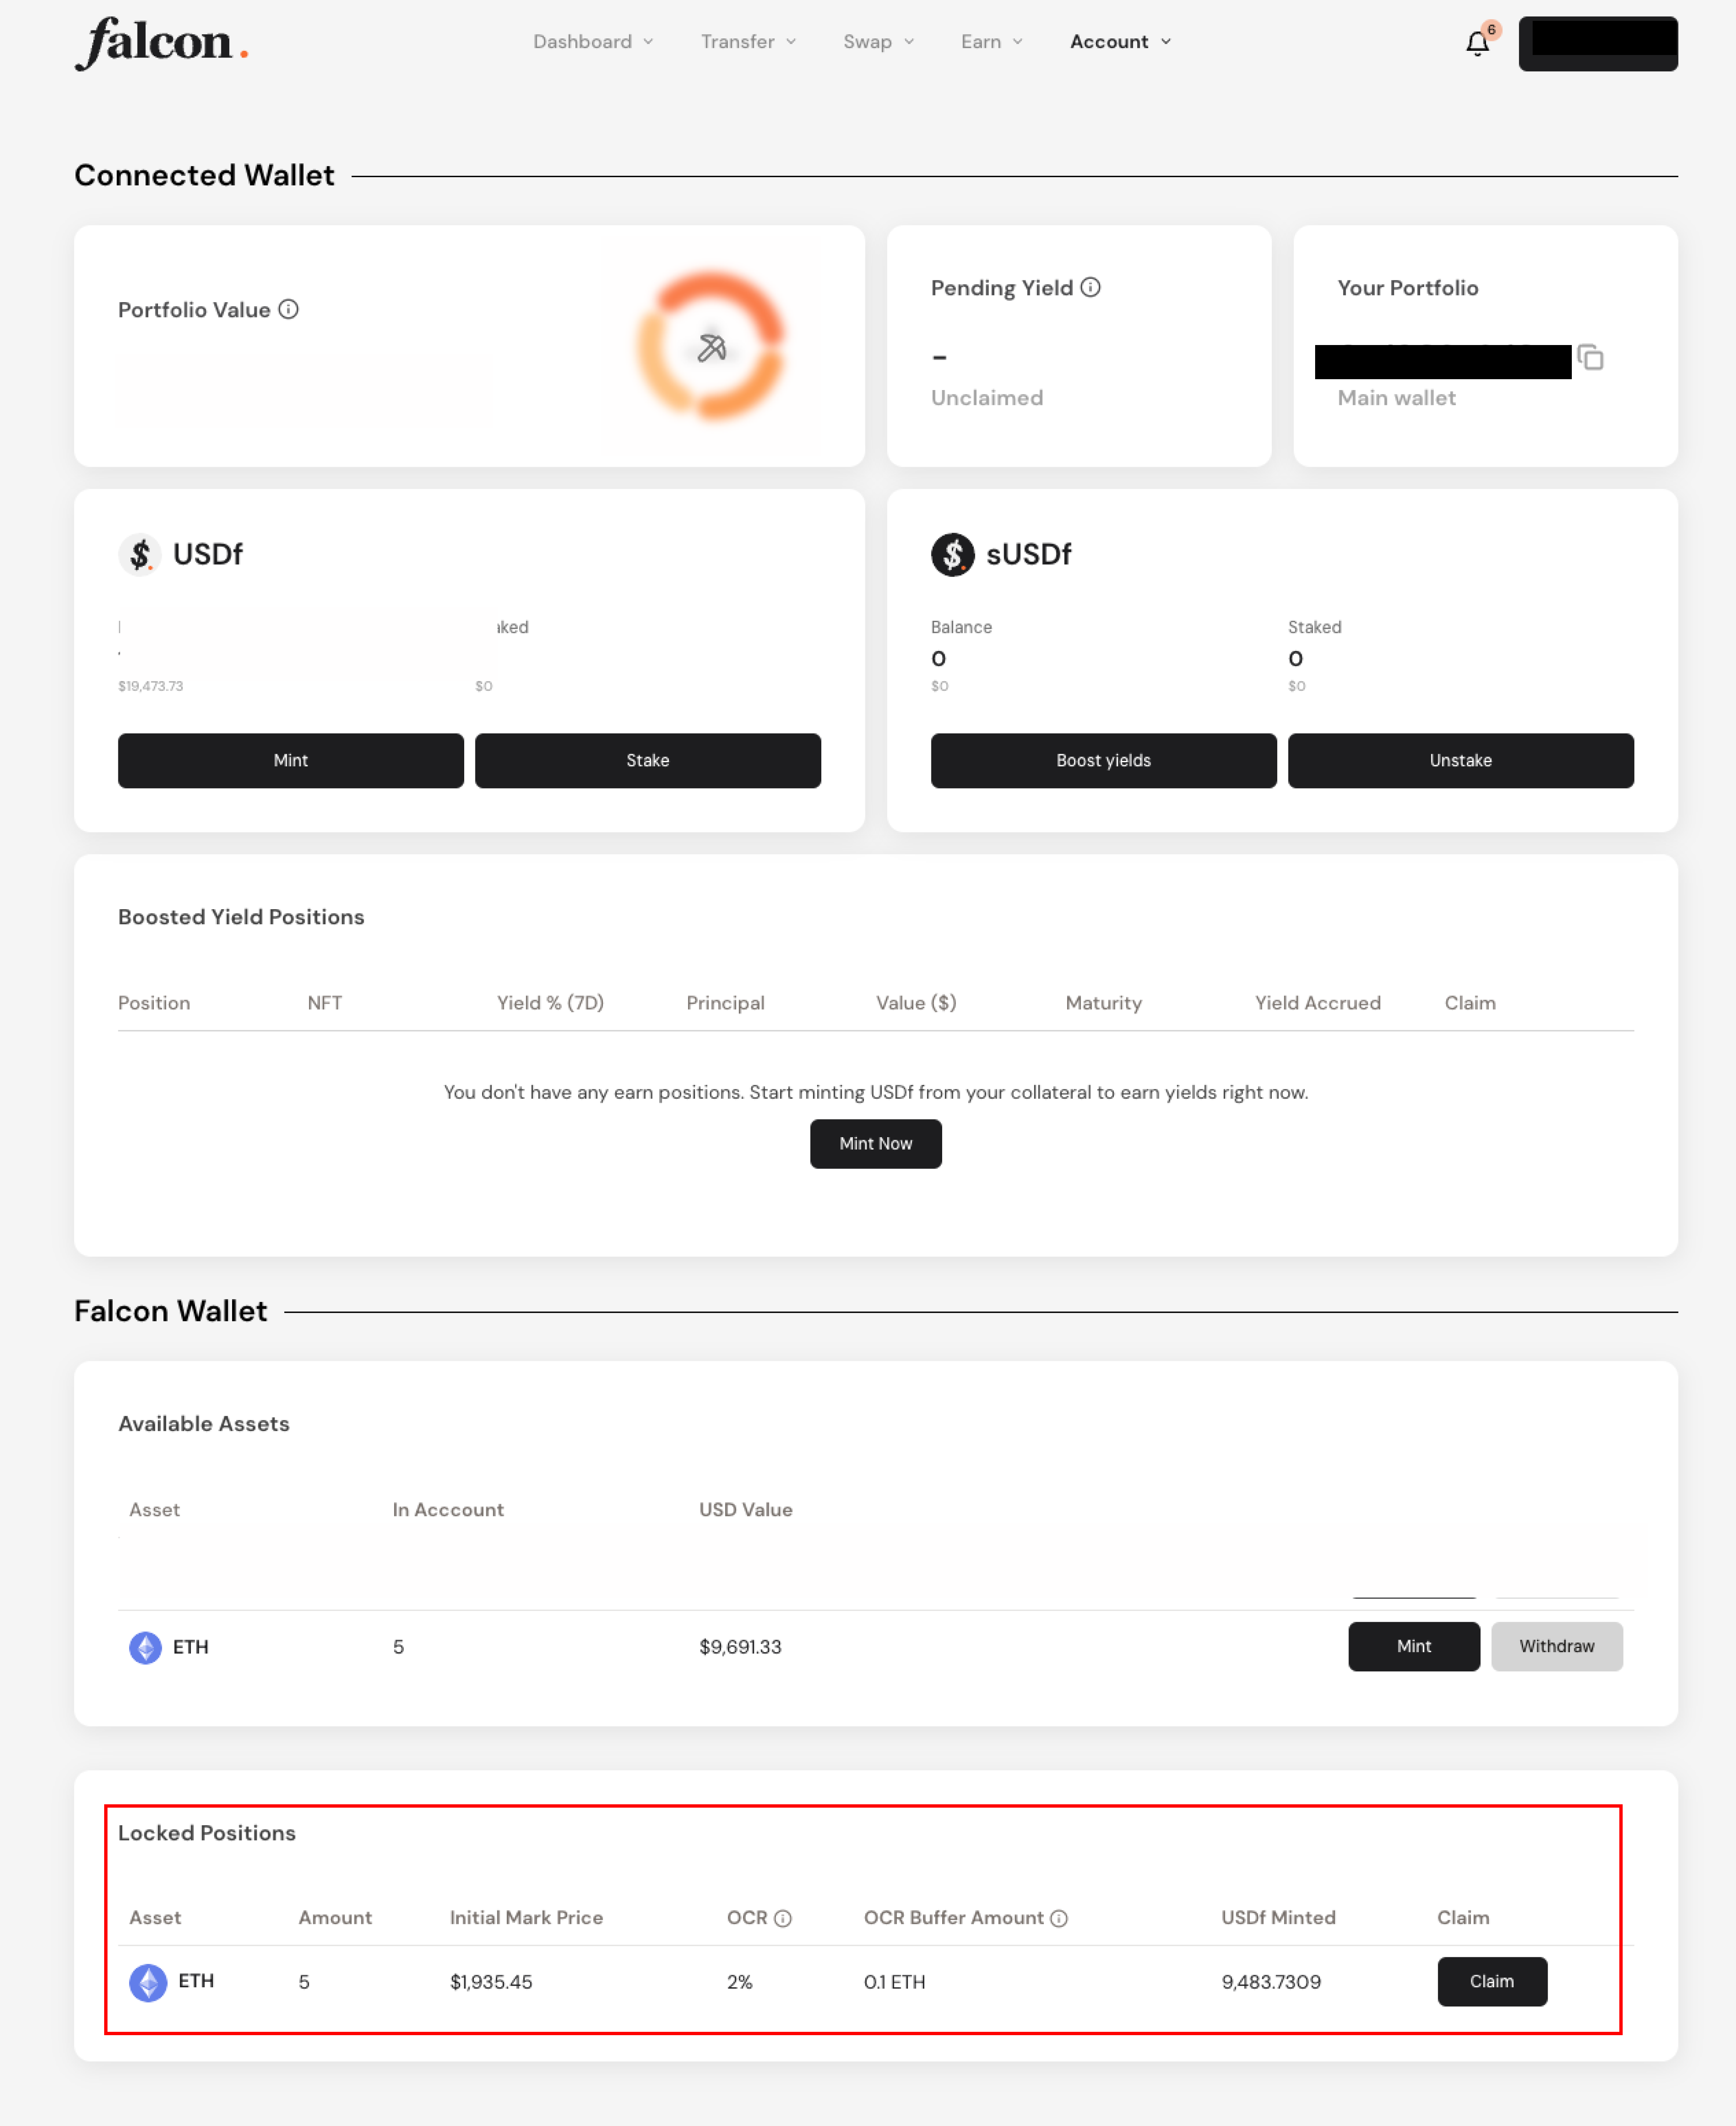 falcon.
Dashboard Transfer Swap Earn Account 6
Connected Wallet
Portfolio Value
Pending Yield
-
Unclaimed
Your Portfolio
Main wallet
$ USDf
$19,473.73 $0
Mint Stake
$ sUSDf
Balance Staked
0 0
$0 $0
Boost yields Unstake
Boosted Yield Positions
Position NFT Yield % (7D) Principal Value ($) Maturity Yield Accrued Claim
You don't have any earn positions. Start minting USDf from your collateral to earn yields right now.
Mint Now
Falcon Wallet
Available Assets
Asset In Acccount USD Value
ETH 5 $9,691.33 Mint Withdraw
Locked Positions
Asset Amount Initial Mark Price OCR OCR Buffer Amount USDf Minted Claim
ETH 5 $1,935.45 2% 0.1 ETH 9,483.7309 Claim